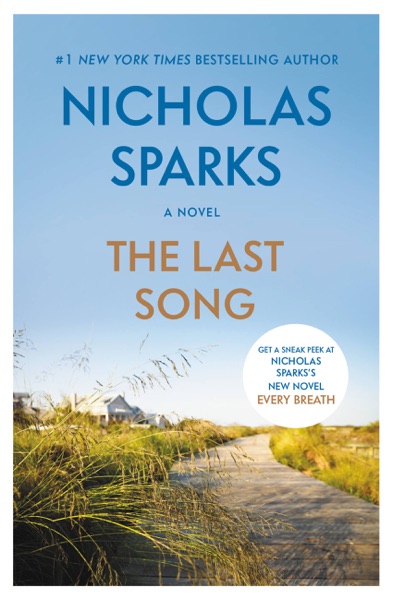 #1 NEW YORK TIMES BESTSELLING AUTHOR
NICHOLAS
SPARKS
A NOVEL
THE LAST
SONG
GET A SNEAK PEEK AT
NICHOLAS
SPARKS'S
NEW NOVEL
EVERY BREATH